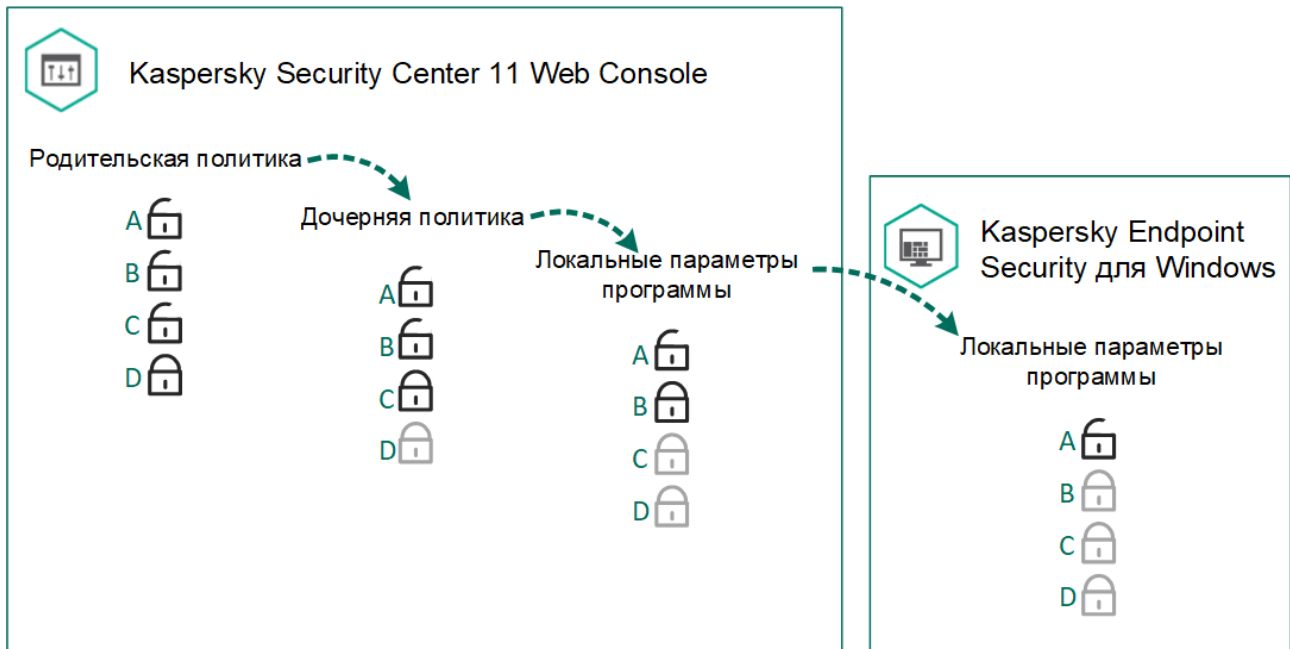 Kaspersky Security Center 11 Web Console
Родительская политика
A
B
C
D
Дочерняя политика
A
B
C
D
Локальные параметры
программы
A
B
C
D
Kaspersky Endpoint
Security для Windows
Локальные параметры
программы
A
B
C
D